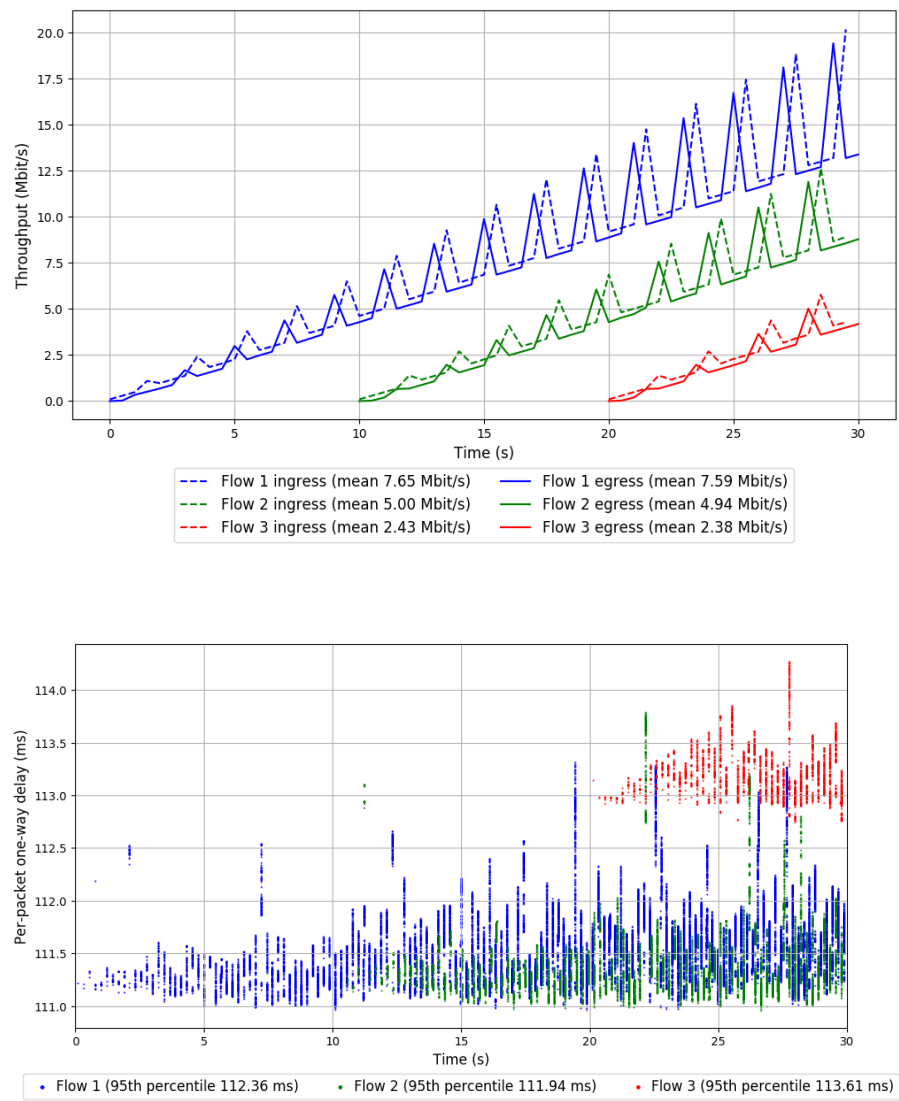 20.0
17.5
15.0
12.5
10.0
7.5
5.0
2.5
0.0
Throughput (Mbit/s)
0 5 10 15 20 25 30
Time (s)
Flow 1 ingress (mean 7.65 Mbit/s) Flow 1 egress (mean 7.59 Mbit/s)
Flow 2 ingress (mean 5.00 Mbit/s) Flow 2 egress (mean 4.94 Mbit/s)
Flow 3 ingress (mean 2.43 Mbit/s) Flow 3 egress (mean 2.38 Mbit/s)
114.0
113.5
113.0
112.5
112.0
111.5
111.0
Per-packet one-way delay (ms)
0 5 10 15 20 25 30
Time (s)
Flow 1 (95th percentile 112.36 ms) Flow 2 (95th percentile 111.94 ms) Flow 3 (95th percentile 113.61 ms)